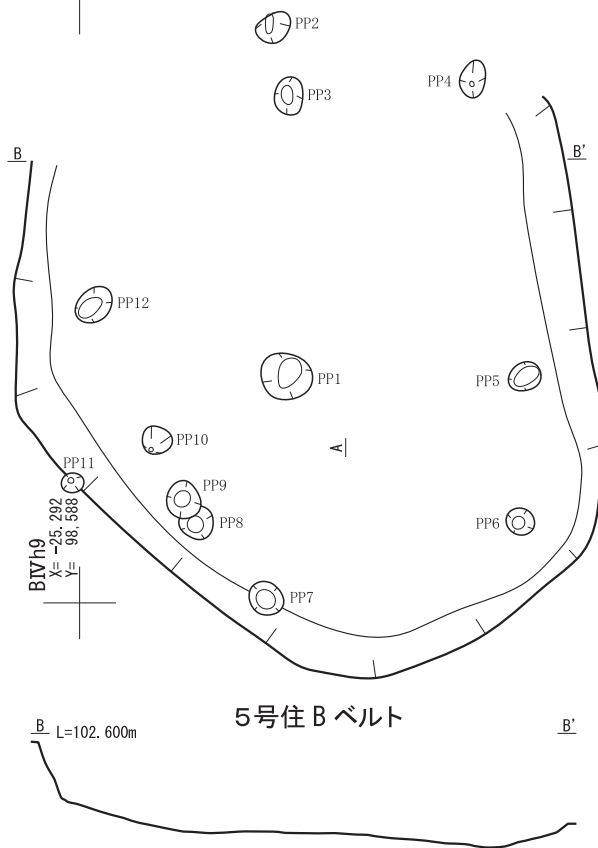 PP2
PP3
PP4
B
B'
PP12
PP1
PP5
PP10
A
PP11
PP9
PP8
PP6
BⅣh9
X= -25.292
Y= 98,588
PP7
5号住 B ベルト
B L=102.600m
B'